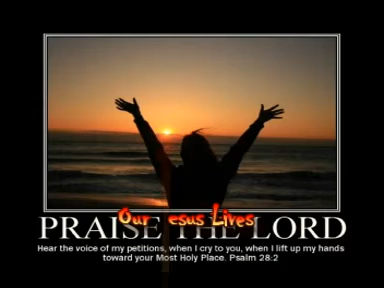 Our esus Lives
PRAISE THE LORD
Hear the voice of my petitions, when I cry to you, when I lift up my hands
toward your Most Holy Place. Psalm 28:2